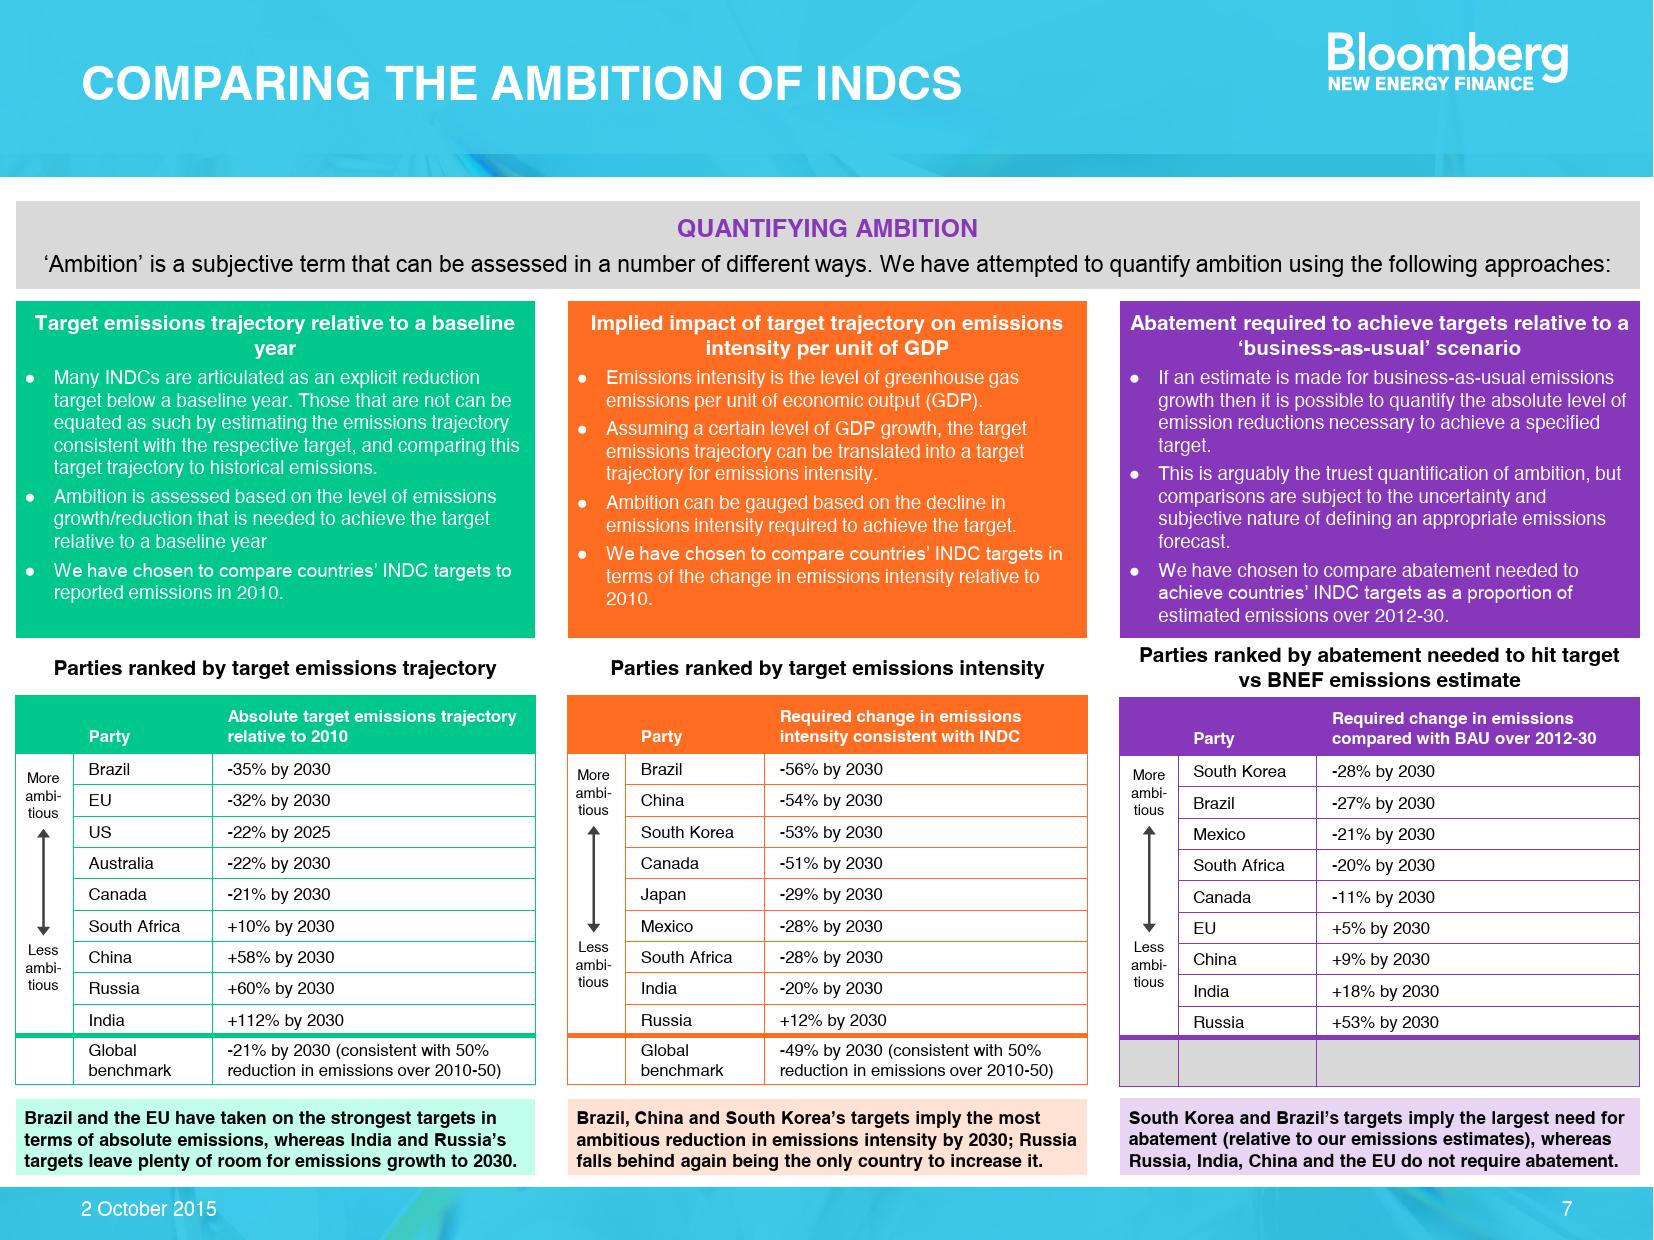 COMPARING THE AMBITION OF INDCS
Bloomberg
NEW ENERGY FINANCE
QUANTIFYING AMBITION
‘Ambition’ is a subjective term that can be assessed in a number of different ways. We have attempted to quantify ambition using the following approaches:
Target emissions trajectory relative to a baseline
year
● Many INDCs are articulated as an explicit reduction
target below a baseline year. Those that are not can be
equated as such by estimating the emissions trajectory
consistent with the respective target, and comparing this
target trajectory to historical emissions.
● Ambition is assessed based on the level of emissions
growth/reduction that is needed to achieve the target
relative to a baseline year
● We have chosen to compare countries’ INDC targets to
reported emissions in 2010.
Implied impact of target trajectory on emissions
intensity per unit of GDP
● Emissions intensity is the level of greenhouse gas
emissions per unit of economic output (GDP).
● Assuming a certain level of GDP growth, the target
emissions trajectory can be translated into a target
trajectory for emissions intensity.
● Ambition can be gauged based on the decline in
emissions intensity required to achieve the target.
● We have chosen to compare countries’ INDC targets in
terms of the change in emissions intensity relative to
2010.
Abatement required to achieve targets relative to a
‘business-as-usual’ scenario
● If an estimate is made for business-as-usual emissions
growth then it is possible to quantify the absolute level of
emission reductions necessary to achieve a specified
target.
● This is arguably the truest quantification of ambition, but
comparisons are subject to the uncertainty and
subjective nature of defining an appropriate emissions
forecast.
● We have chosen to compare abatement needed to
achieve countries’ INDC targets as a proportion of
estimated emissions over 2012-30.
Parties ranked by target emissions trajectory
Party Absolute target emissions trajectory
relative to 2010
More
ambi-
tious
Less
ambi-
tious
Brazil -35% by 2030
EU -32% by 2030
US -22% by 2025
Australia -22% by 2030
Canada -21% by 2030
South Africa +10% by 2030
China +58% by 2030
Russia +60% by 2030
India +112% by 2030
Global -21% by 2030 (consistent with 50%
benchmark reduction in emissions over 2010-50)
Brazil and the EU have taken on the strongest targets in
terms of absolute emissions, whereas India and Russia’s
targets leave plenty of room for emissions growth to 2030.
Parties ranked by target emissions intensity
Party Required change in emissions
intensity consistent with INDC
More
ambi-
tious
Less
ambi-
tious
Brazil -56% by 2030
China -54% by 2030
South Korea -53% by 2030
Canada -51% by 2030
Japan -29% by 2030
Mexico -28% by 2030
South Africa -28% by 2030
India -20% by 2030
Russia +12% by 2030
Global -49% by 2030 (consistent with 50%
benchmark reduction in emissions over 2010-50)
Brazil, China and South Korea’s targets imply the most
ambitious reduction in emissions intensity by 2030; Russia
falls behind again being the only country to increase it.
Parties ranked by abatement needed to hit target
vs BNEF emissions estimate
Party Required change in emissions
compared with BAU over 2012-30
More
ambi-
tious
Less
ambi-
tious
South Korea -28% by 2030
Brazil -27% by 2030
Mexico -21% by 2030
South Africa -20% by 2030
Canada -11% by 2030
EU +5% by 2030
China +9% by 2030
India +18% by 2030
Russia +53% by 2030
South Korea and Brazil’s targets imply the largest need for
abatement (relative to our emissions estimates), whereas
Russia, India, China and the EU do not require abatement.
2 October 2015
7